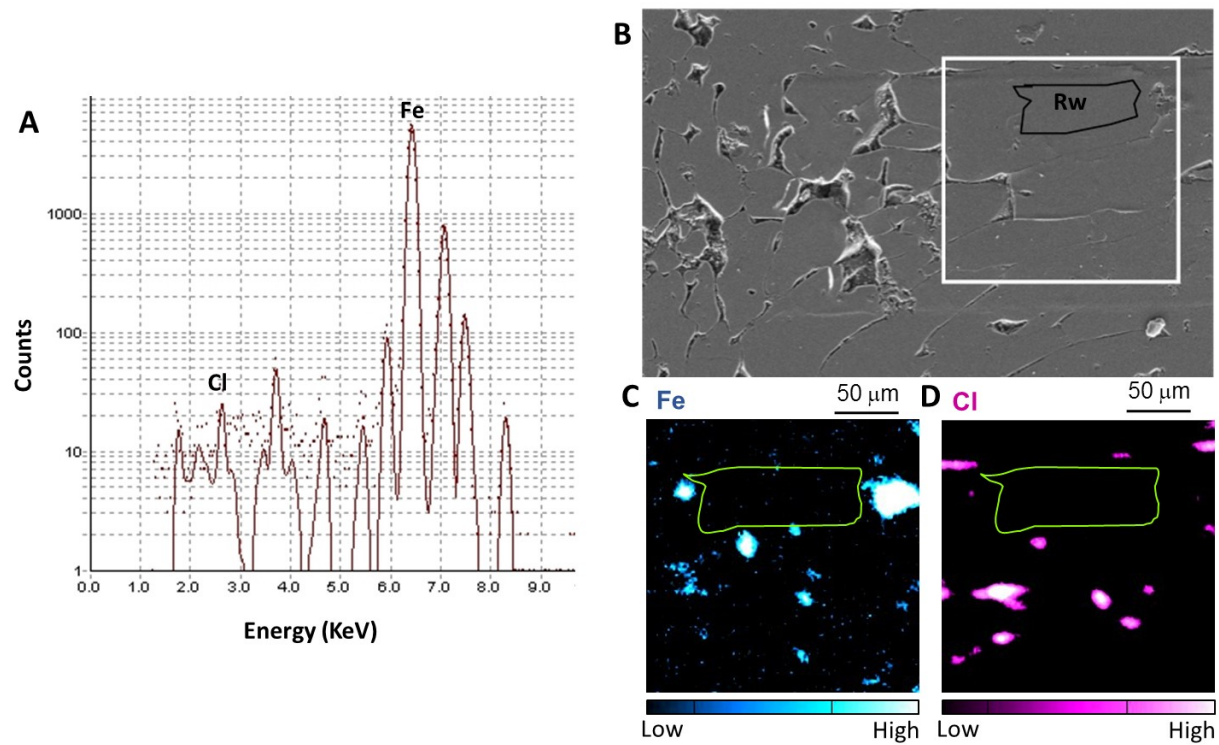 A
Fe
1000
100
10
1
Cl
0.0 1.0 2.0 3.0 4.0 5.0 6.0 7.0 8.0 9.0
Counts
Energy (KeV)
B
Rw
C Fe 50 μm
Low High
D Cl 50 μm
Low High